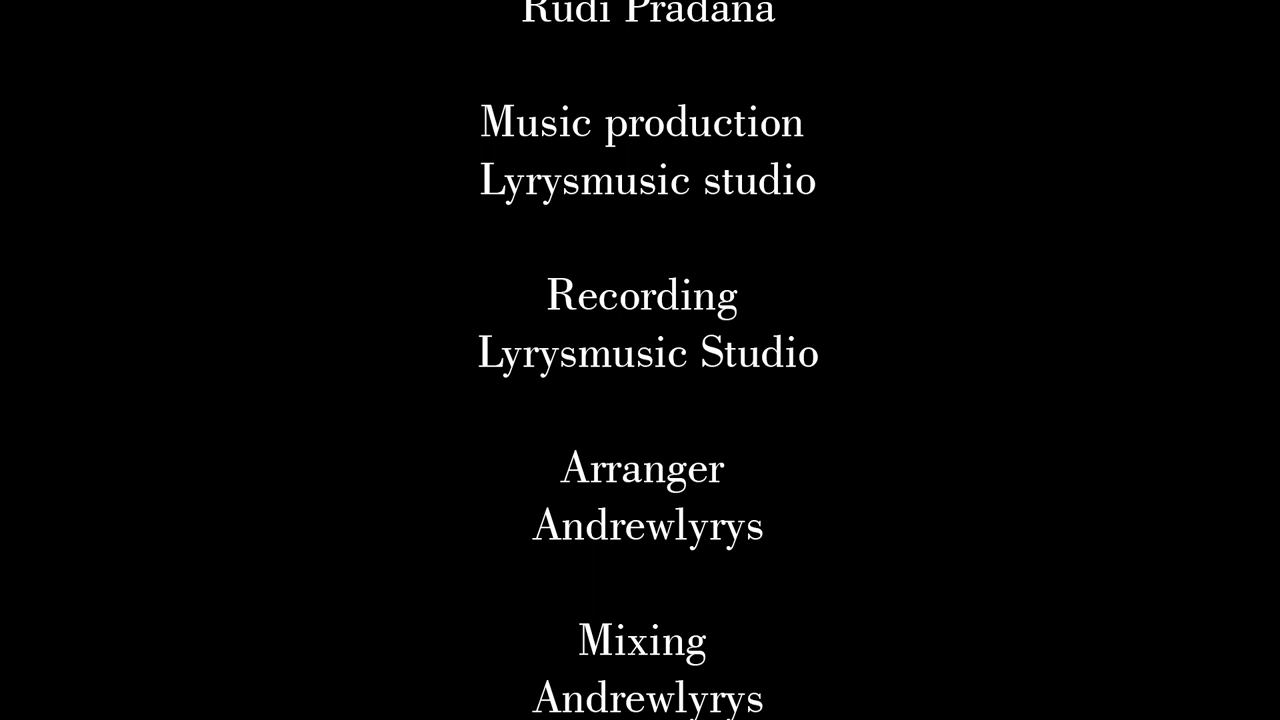 Rudi Pradana
Music production
Lyrysmusic studio
Recording
Lyrysmusic Studio
Arranger
Andrewlyrys
Mixing
Andrewlyrys